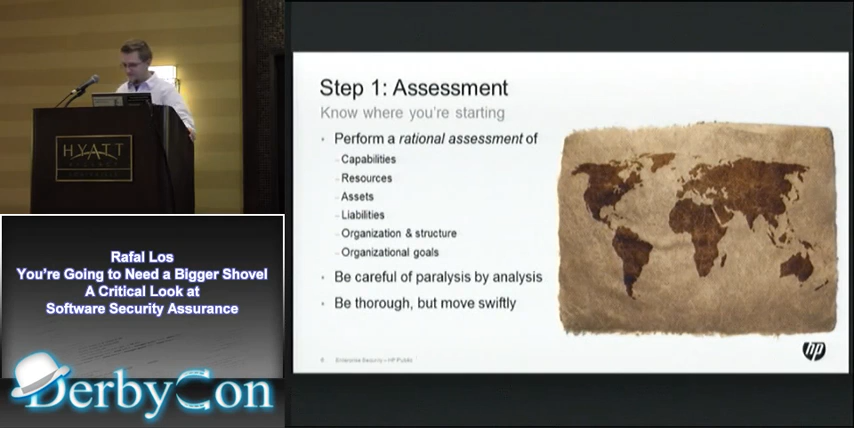 HYATT
Rafal Los
You're Going to Need a Bigger Shovel
A Critical Look at
Software Security Assurance
DerbyCon
Step 1: Assessment
Know where you're starting
• Perform a rational assessment of
– Capabilities
– Resources
– Assets
– Liabilities
– Organization & structure
– Organizational goals
• Be careful of paralysis by analysis
• Be thorough, but move swiftly
Enterprise Security – HP Public
hp